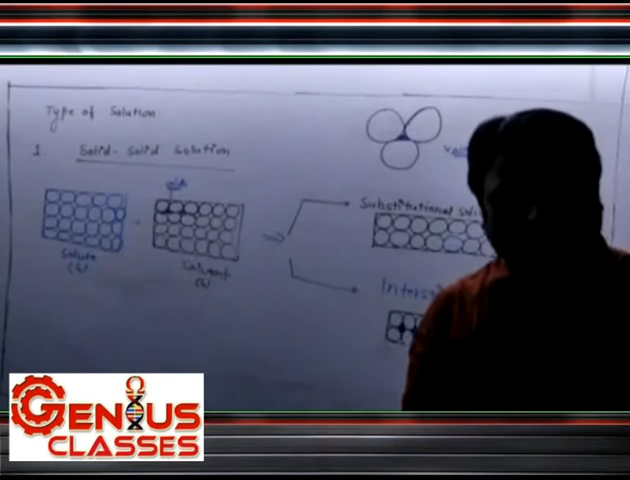 Type of Solution
1. Solid-Solid Solution
Substitutional
Solute
(S)
Solvent
(S)
GENIUS
CLASSES